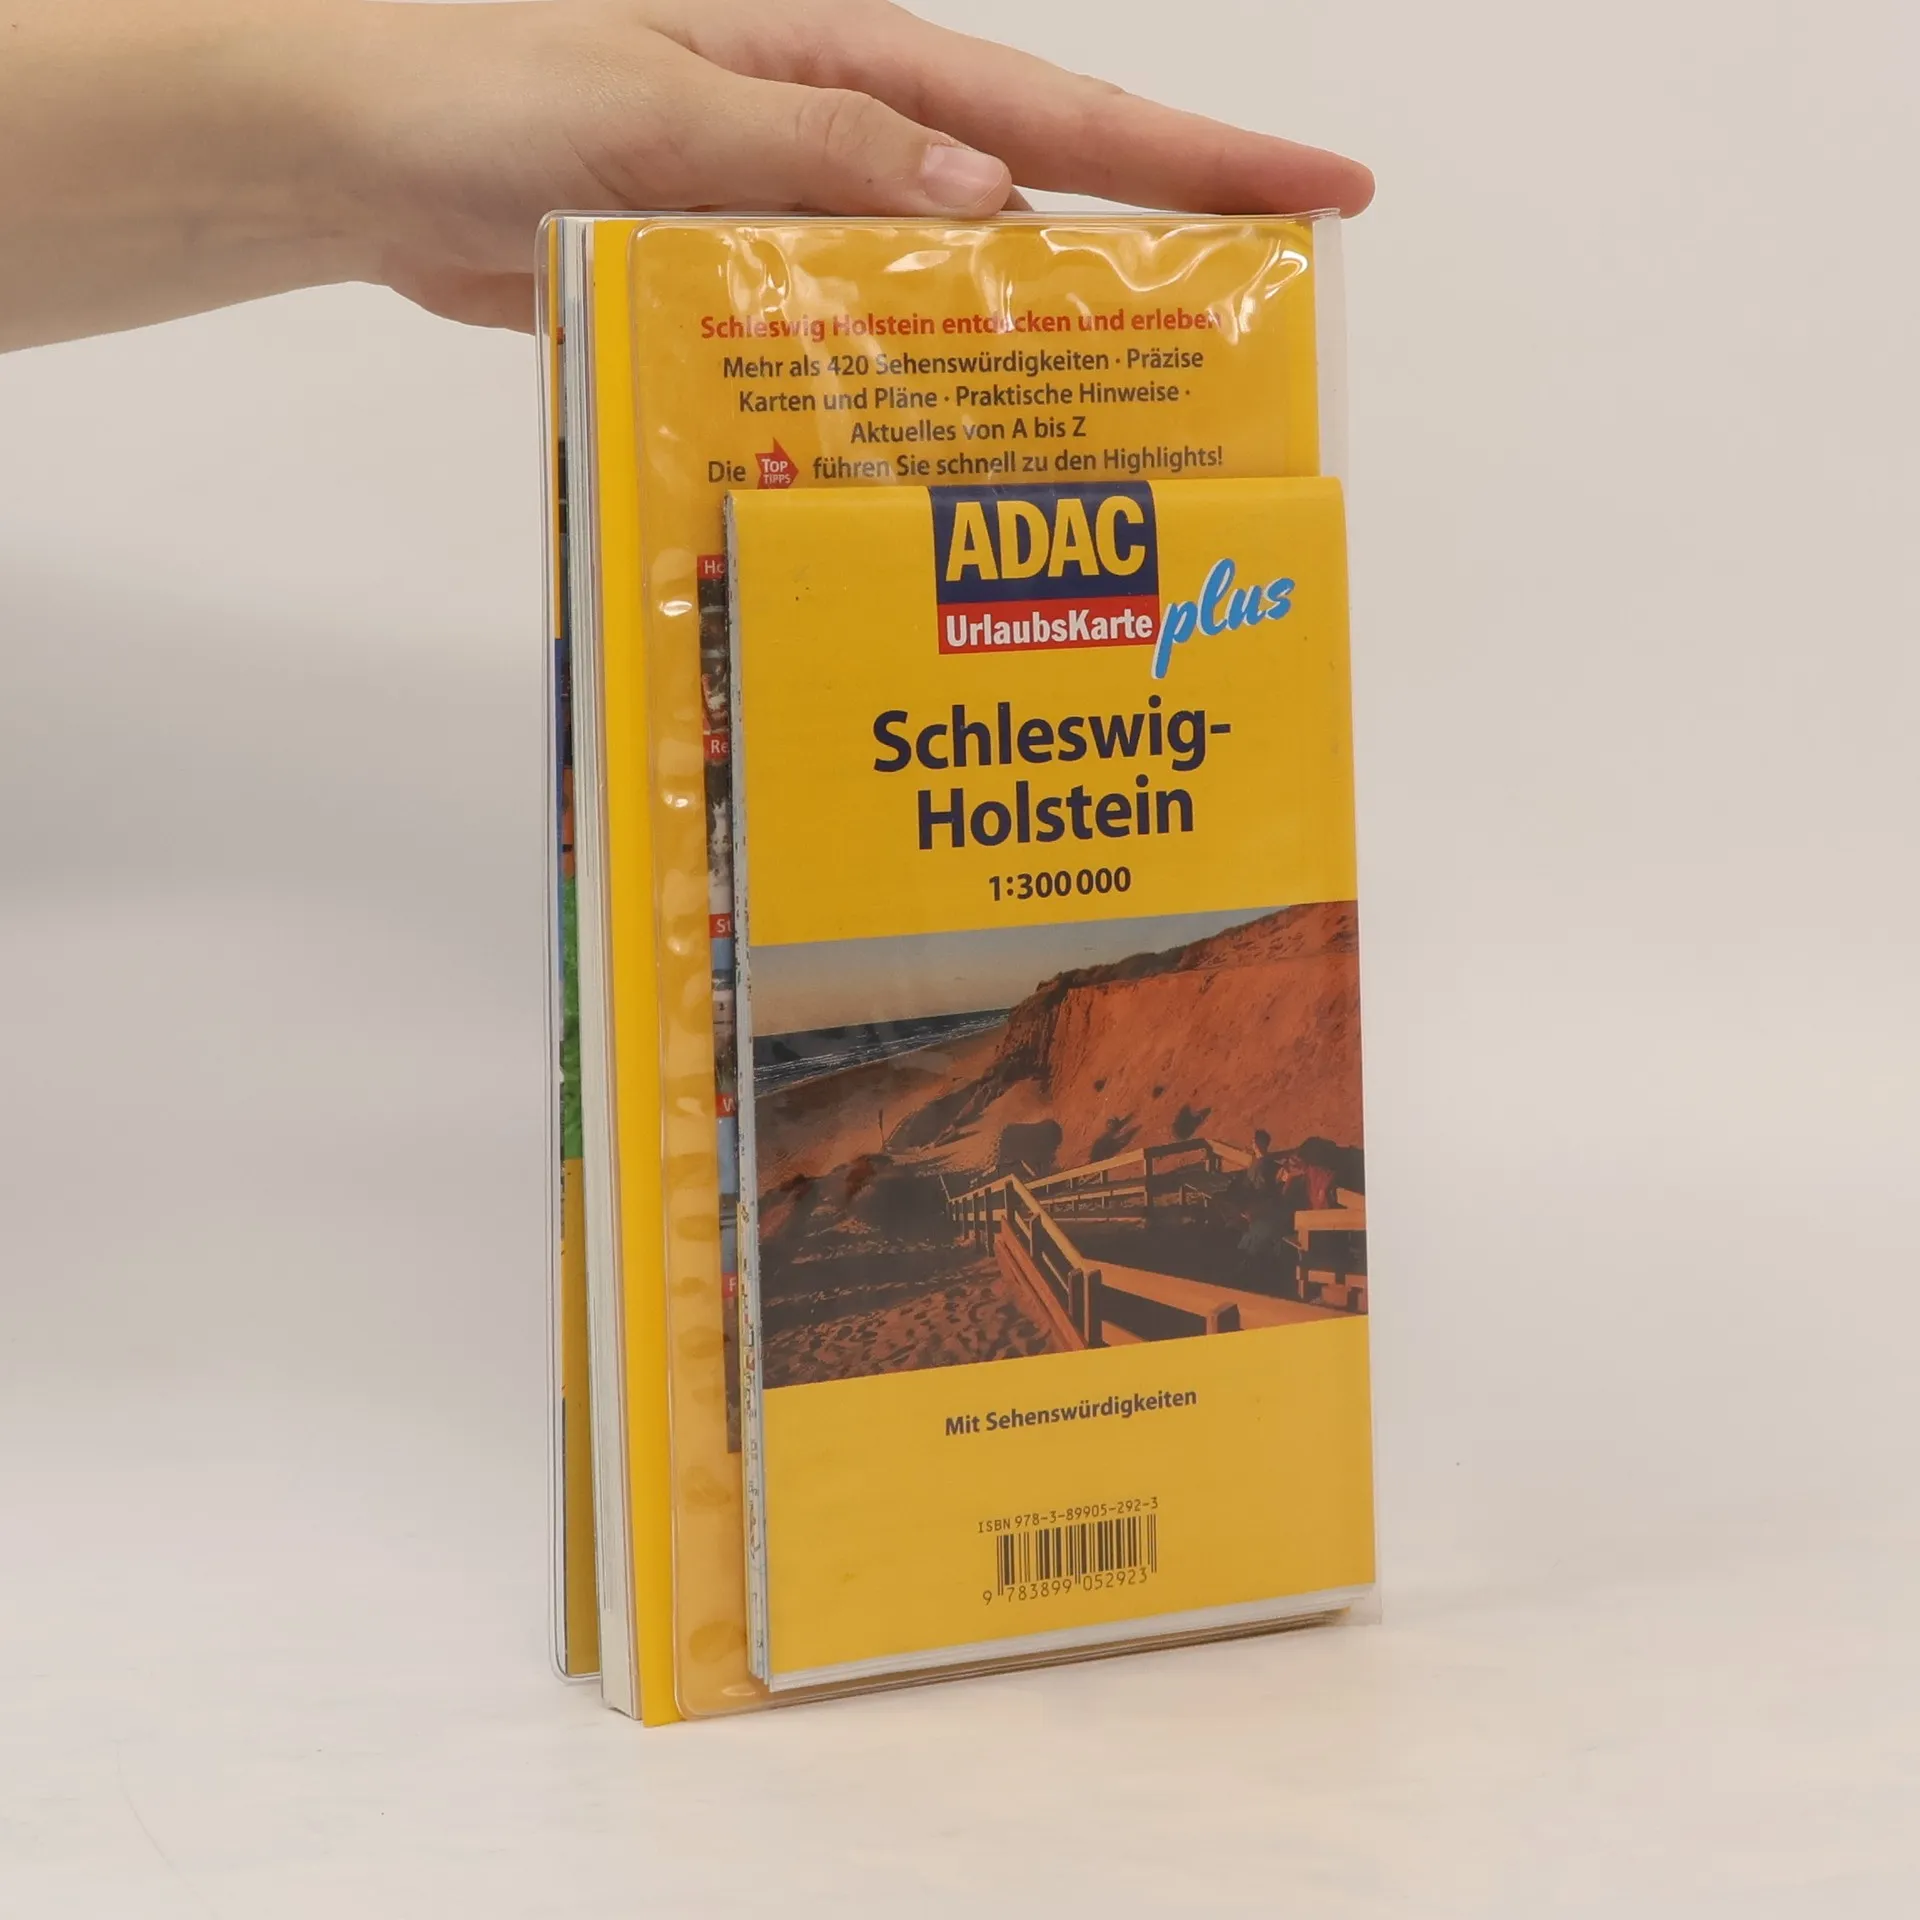 Schleswig Holstein entdecken und erleben
Mehr als 420 Sehenswürdigkeiten · Präzise
Karten und Pläne · Praktische Hinweise ·
Aktuelles von A bis Z
Die TOP TIPPS führen Sie schnell zu den Highlights!
ADAC
UrlaubsKarte plus
Schleswig-
Holstein
1:300 000
Mit Sehenswürdigkeiten
ISBN 978-3-89905-292-3
9 783899 052923